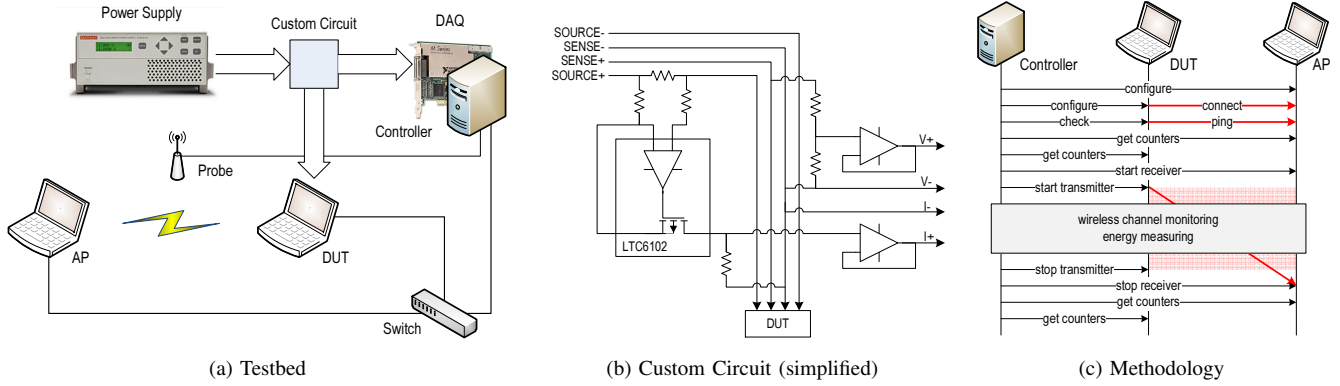 Power Supply
Custom Circuit
DAQ
M Series
Controller
Probe
AP
DUT
Switch
(a) Testbed
SOURCE-
SENSE-
SENSE+
SOURCE+
LTC6102
V+
V-
I-
I+
DUT
(b) Custom Circuit (simplified)
Controller
DUT
AP
configure
configure
connect
check
ping
get counters
get counters
start receiver
start transmitter
wireless channel monitoring
energy measuring
stop transmitter
stop receiver
get counters
get counters
(c) Methodology